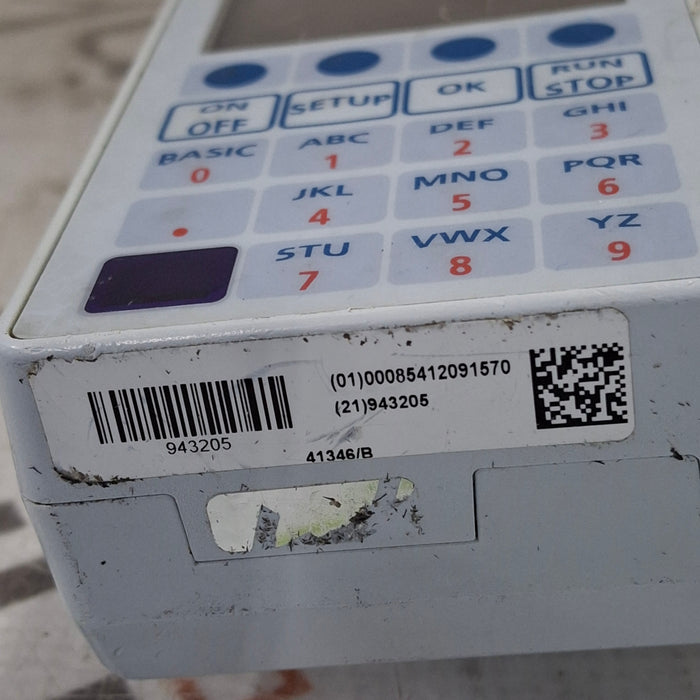 ON
OFF
SETUP
OK
RUN
STOP
BASIC
0
ABC
1
DEF
2
GHI
3
.
JKL
4
MNO
5
PQR
6
STU
7
VWX
8
YZ
9
943205
(01)00085412091570
(21)943205
41346/B